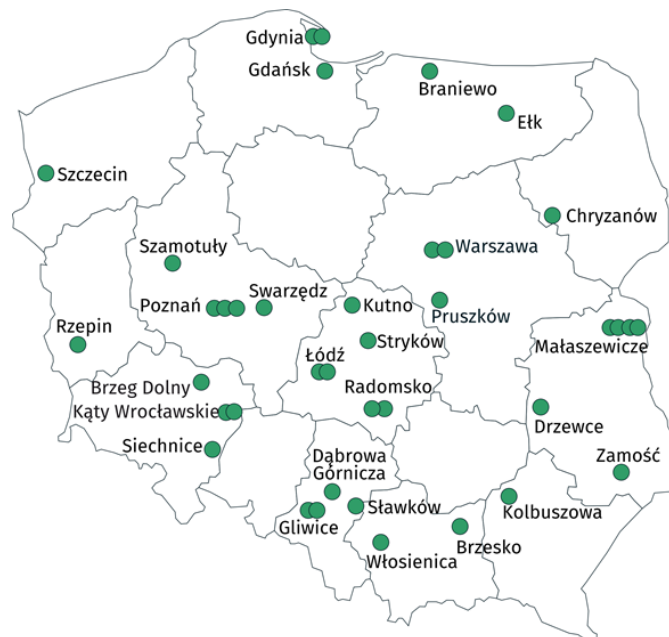 Gdynia
Gdańsk
Braniewo
Ełk
Szczecin
Chryzanów
Szamotuły
Warszawa
Poznań
Swarzędz
Kutno
Pruszków
Rzepin
Stryków
Małaszewicze
Łódź
Brzeg Dolny
Radomsko
Kąty Wrocławskie
Drzewce
Siechnice
Dąbrowa
Górnicza
Zamość
Sławków
Kolbuszowa
Gliwice
Włosienica
Brzesko